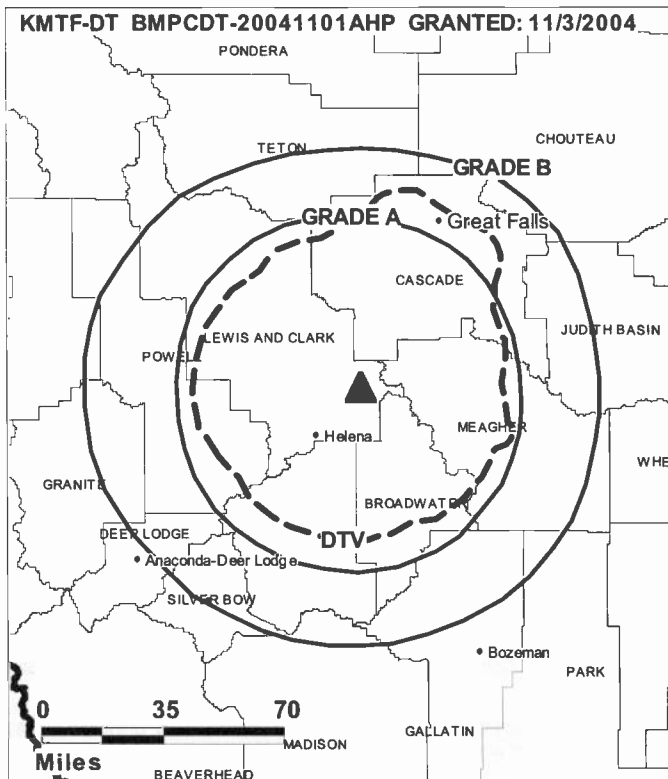 KMTF-DT BMPCDT-20041101AHP GRANTED: 11/3/2004
PONDERA
CHOUTEAU
TETON
GRADE B
GRADE A
Great Falls
CASCADE
LEWIS AND CLARK
JUDITH BASIN
POWELL
MEAGHER
Helena
WHE
GRANITE
BROADWATER
DEER LODGE
DTV
Anaconda-Deer Lodge
SILVER BOW
Bozeman
PARK
0 35 70
GALLATIN
MADISON
Miles
BEAVERHEAD